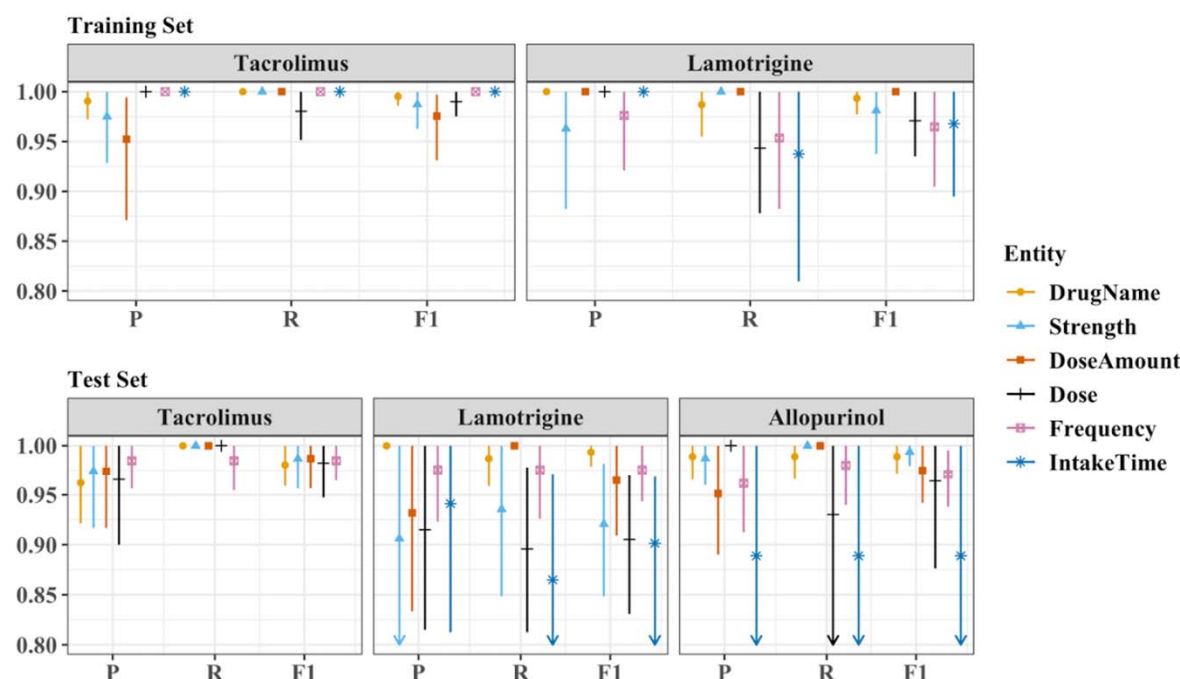 Training Set
Tacrolimus Lamotrigine
1.00
0.95
0.90
0.85
0.80
P R F1 P R F1
Test Set
Tacrolimus Lamotrigine Allopurinol
1.00
0.95
0.90
0.85
0.80
P R F1 P R F1 P R F1
Entity
DrugName
Strength
DoseAmount
Dose
Frequency
IntakeTime